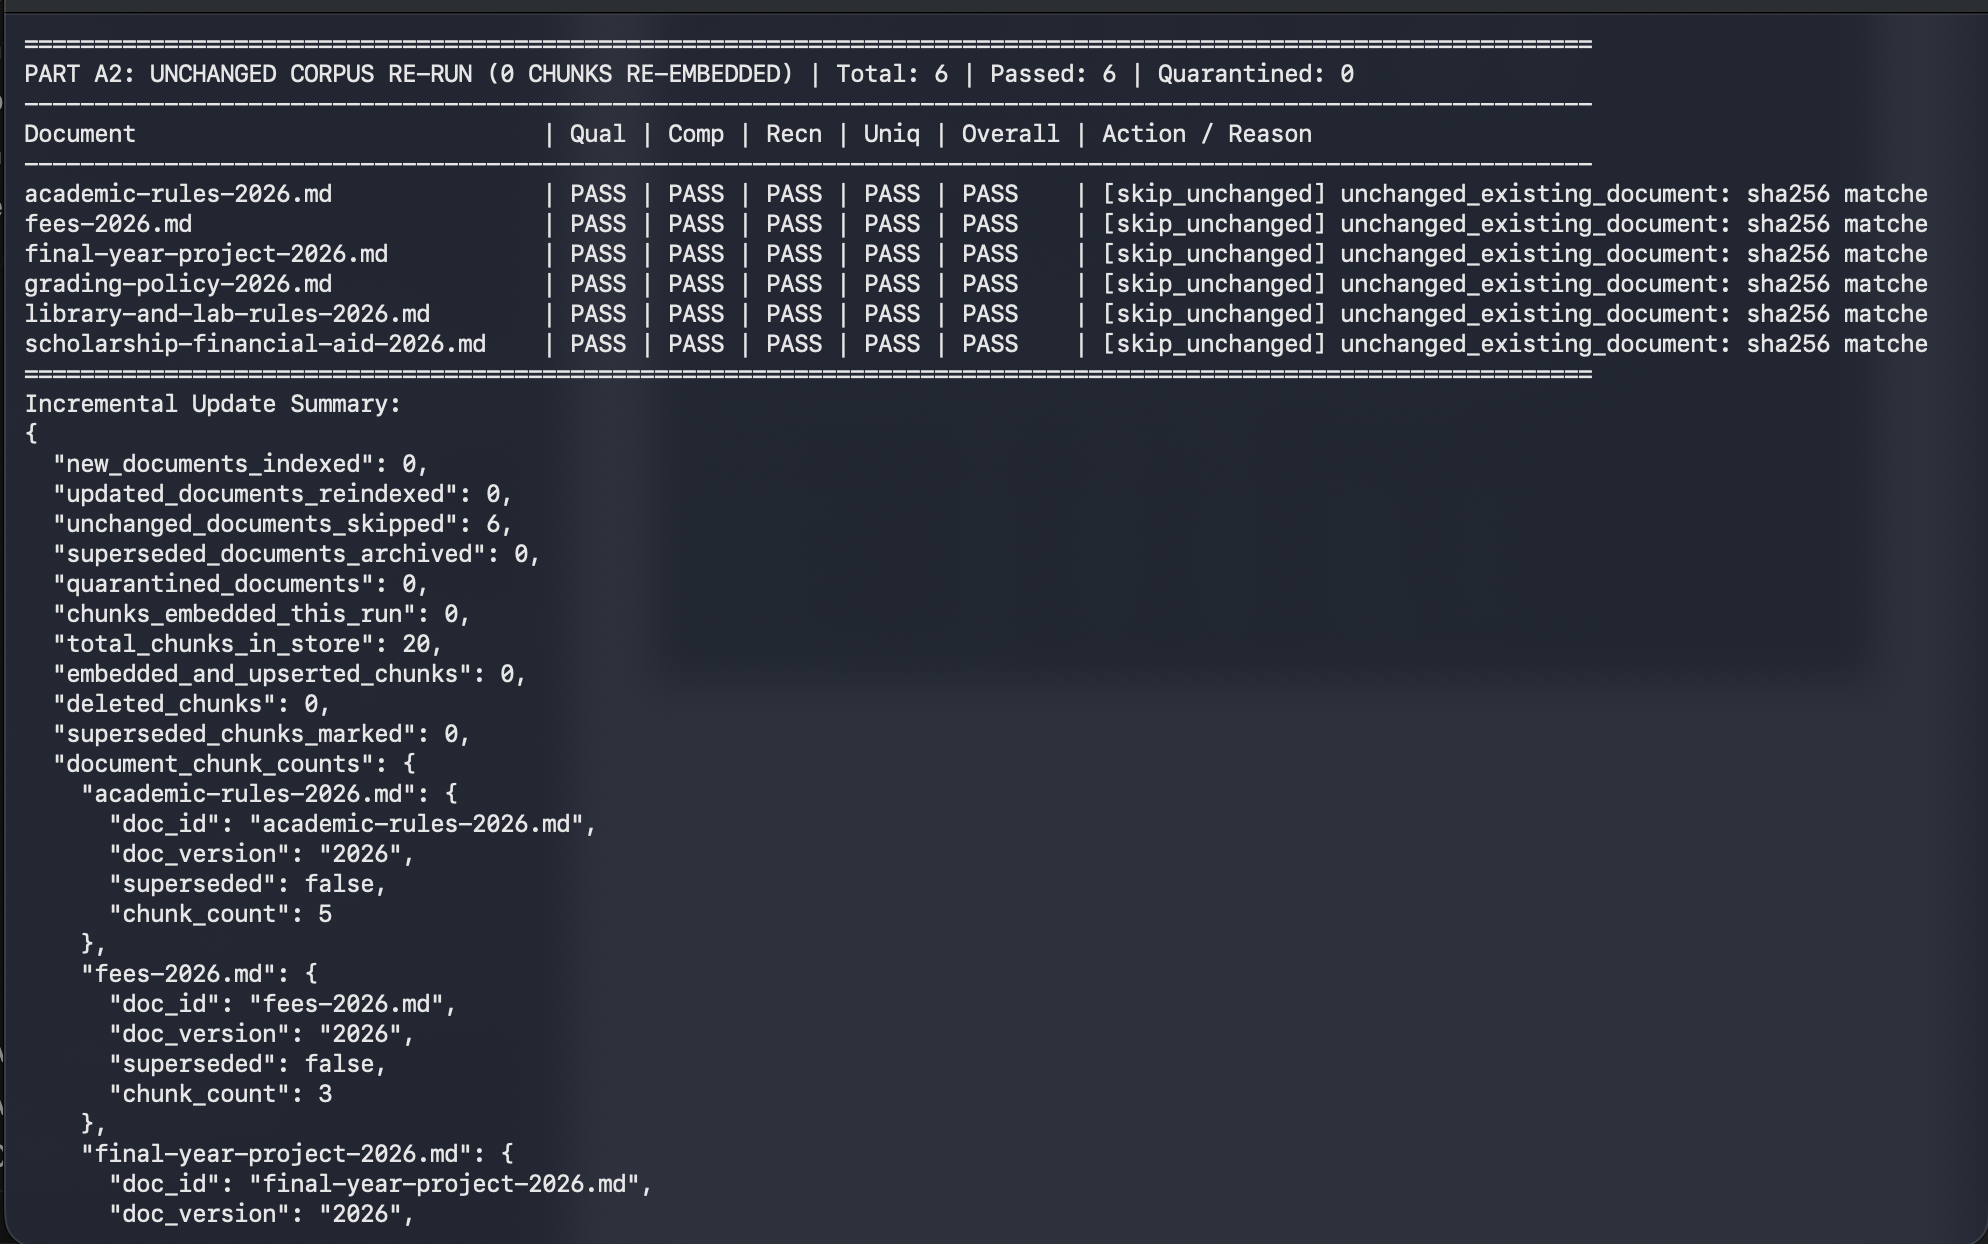 ================================================================================================================
PART A2: UNCHANGED CORPUS RE-RUN (0 CHUNKS RE-EMBEDDED) | Total: 6 | Passed: 6 | Quarantined: 0
----------------------------------------------------------------------------------------------------------------
Document                              | Qual | Comp | Recn | Uniq | Overall | Action / Reason
----------------------------------------------------------------------------------------------------------------
academic-rules-2026.md                | PASS | PASS | PASS | PASS | PASS    | [skip_unchanged] unchanged_existing_document: sha256 matche
fees-2026.md                          | PASS | PASS | PASS | PASS | PASS    | [skip_unchanged] unchanged_existing_document: sha256 matche
final-year-project-2026.md            | PASS | PASS | PASS | PASS | PASS    | [skip_unchanged] unchanged_existing_document: sha256 matche
grading-policy-2026.md                | PASS | PASS | PASS | PASS | PASS    | [skip_unchanged] unchanged_existing_document: sha256 matche
library-and-lab-rules-2026.md         | PASS | PASS | PASS | PASS | PASS    | [skip_unchanged] unchanged_existing_document: sha256 matche
scholarship-financial-aid-2026.md     | PASS | PASS | PASS | PASS | PASS    | [skip_unchanged] unchanged_existing_document: sha256 matche
================================================================================================================
Incremental Update Summary:
{
  "new_documents_indexed": 0,
  "updated_documents_reindexed": 0,
  "unchanged_documents_skipped": 6,
  "superseded_documents_archived": 0,
  "quarantined_documents": 0,
  "chunks_embedded_this_run": 0,
  "total_chunks_in_store": 20,
  "embedded_and_upserted_chunks": 0,
  "deleted_chunks": 0,
  "superseded_chunks_marked": 0,
  "document_chunk_counts": {
    "academic-rules-2026.md": {
      "doc_id": "academic-rules-2026.md",
      "doc_version": "2026",
      "superseded": false,
      "chunk_count": 5
    },
    "fees-2026.md": {
      "doc_id": "fees-2026.md",
      "doc_version": "2026",
      "superseded": false,
      "chunk_count": 3
    },
    "final-year-project-2026.md": {
      "doc_id": "final-year-project-2026.md",
      "doc_version": "2026",